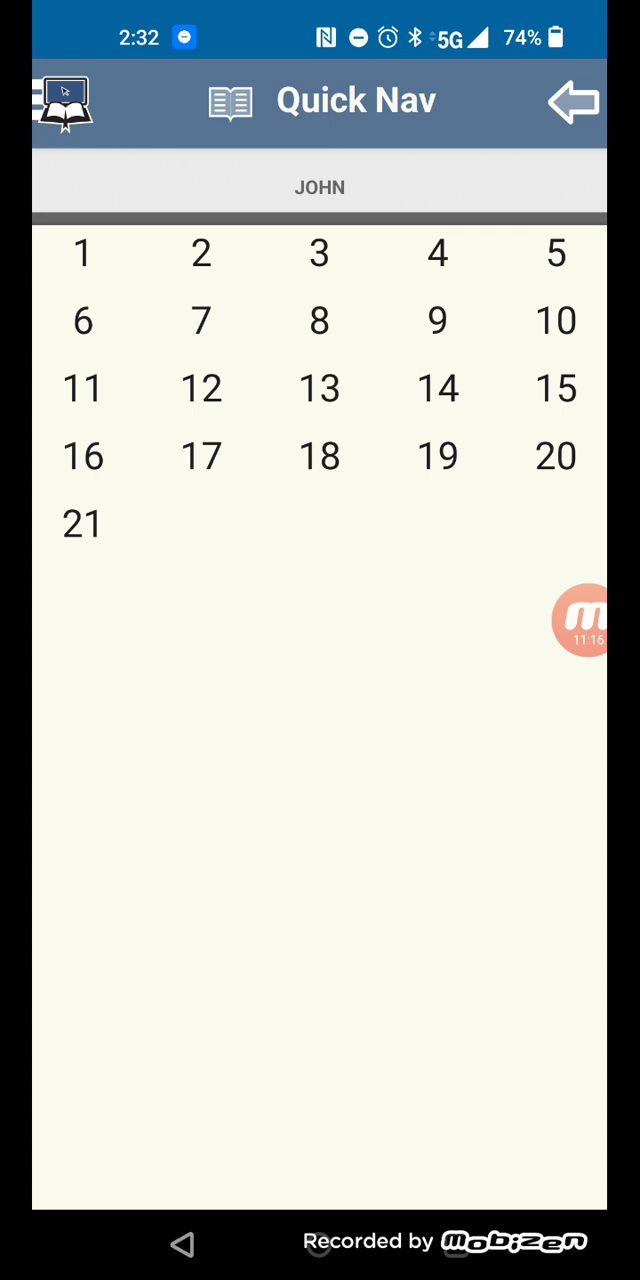 2:32 5G 74%
Quick Nav
JOHN
1 2 3 4 5
6 7 8 9 10
11 12 13 14 15
16 17 18 19 20
21
m
11:16
Recorded by mobizen